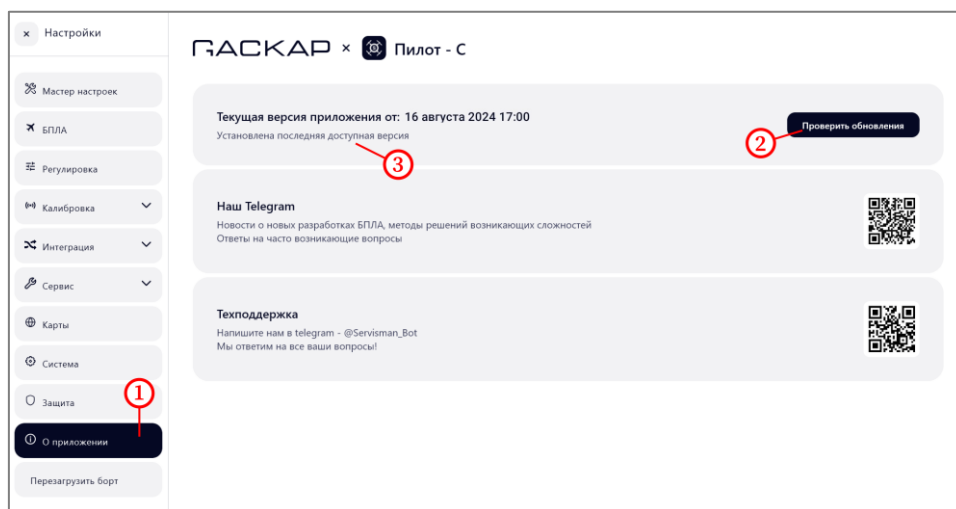 × Настройки
ГАСКАР × Пилот - С
Мастер настроек
БПЛА
Регулировка
Калибровка
Интеграция
Сервис
Карты
Система
Защита
1
О приложении
Перезагрузить борт
Текущая версия приложения от: 16 августа 2024 17:00
Установлена последняя доступная версия
3
Проверить обновления
2
Наш Telegram
Новости о новых разработках БПЛА, методы решений возникающих сложностей
Ответы на часто возникающие вопросы
Техподдержка
Напишите нам в telegram - @Servisman_Bot
Мы ответим на все ваши вопросы!